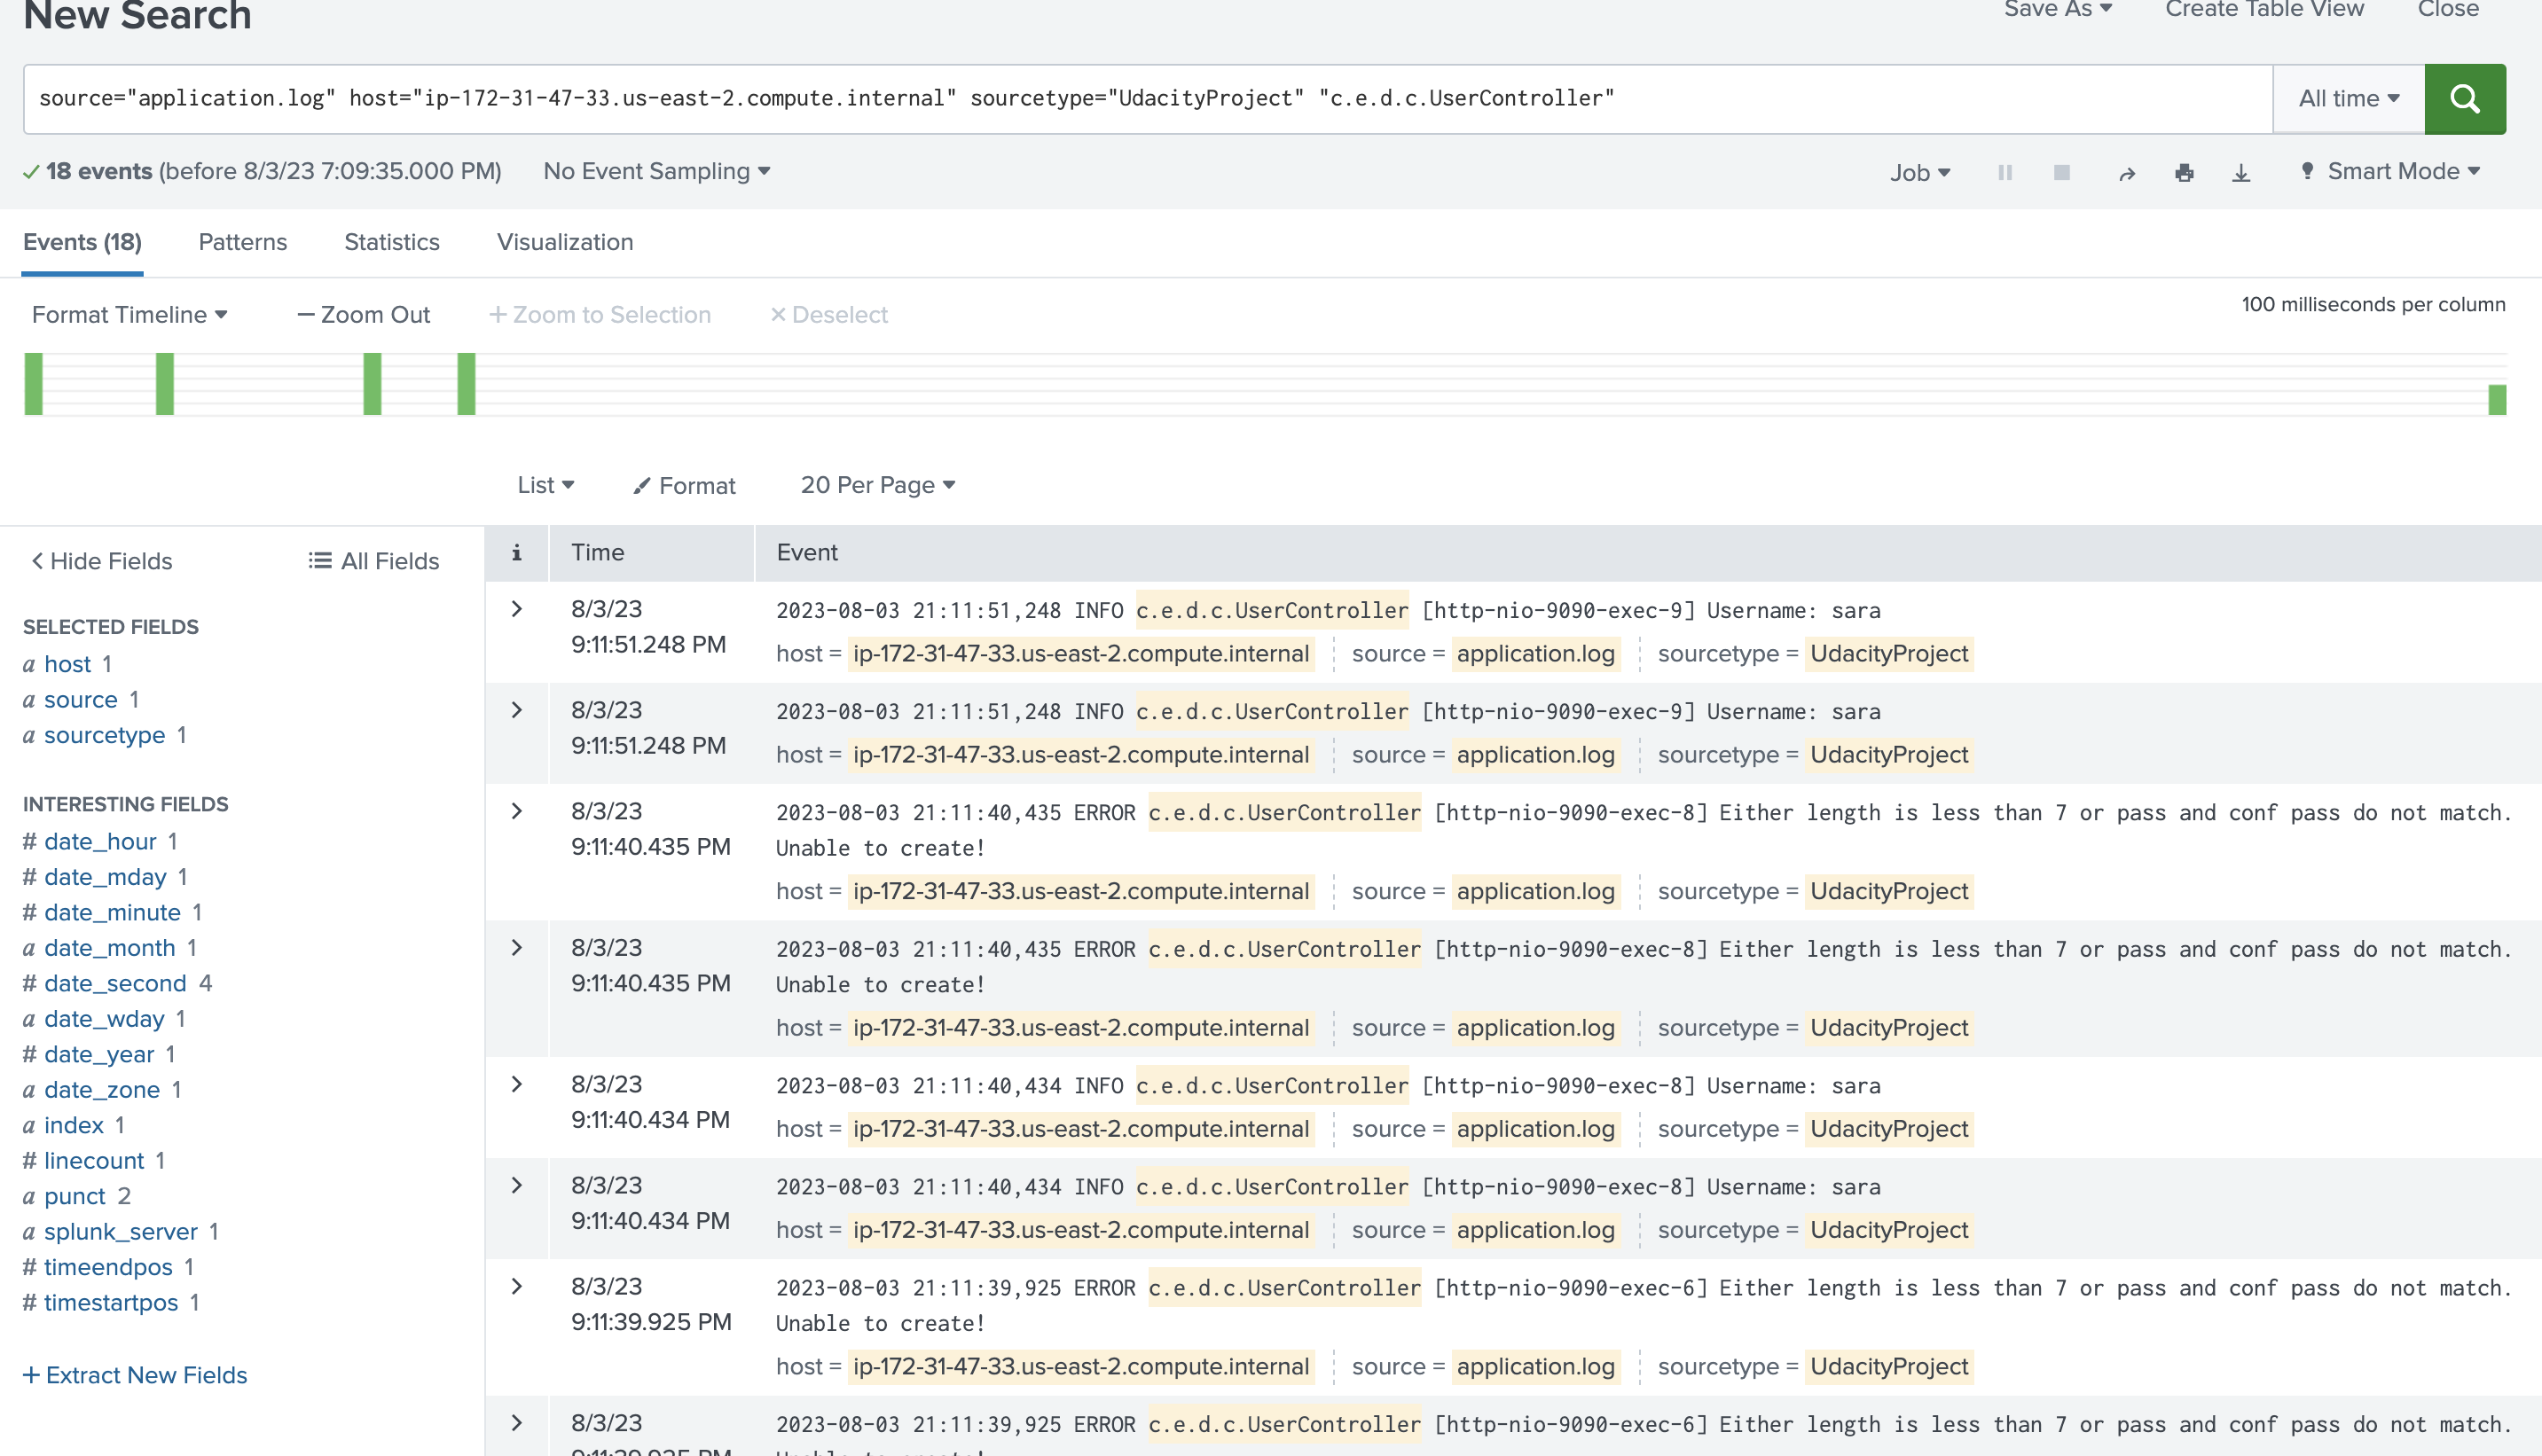 New Search
Save As Create Table View Close
source="application.log" host="ip-172-31-47-33.us-east-2.compute.internal" sourcetype="UdacityProject" "c.e.d.c.UserController"
All time
18 events (before 8/3/23 7:09:35.000 PM) No Event Sampling
Job Smart Mode
Events (18) Patterns Statistics Visualization
Format Timeline — Zoom Out + Zoom to Selection × Deselect
100 milliseconds per column
List Format 20 Per Page
< Hide Fields All Fields
SELECTED FIELDS
a host 1
a source 1
a sourcetype 1
INTERESTING FIELDS
# date_hour 1
# date_mday 1
# date_minute 1
a date_month 1
# date_second 4
a date_wday 1
# date_year 1
a date_zone 1
a index 1
# linecount 1
a punct 2
a splunk_server 1
# timeendpos 1
# timestartpos 1
+ Extract New Fields
i Time Event
8/3/23
9:11:51.248 PM
2023-08-03 21:11:51,248 INFO c.e.d.c.UserController [http-nio-9090-exec-9] Username: sara
host = ip-172-31-47-33.us-east-2.compute.internal source = application.log sourcetype = UdacityProject
8/3/23
9:11:51.248 PM
2023-08-03 21:11:51,248 INFO c.e.d.c.UserController [http-nio-9090-exec-9] Username: sara
host = ip-172-31-47-33.us-east-2.compute.internal source = application.log sourcetype = UdacityProject
8/3/23
9:11:40.435 PM
2023-08-03 21:11:40,435 ERROR c.e.d.c.UserController [http-nio-9090-exec-8] Either length is less than 7 or pass and conf pass do not match.
Unable to create!
host = ip-172-31-47-33.us-east-2.compute.internal source = application.log sourcetype = UdacityProject
8/3/23
9:11:40.435 PM
2023-08-03 21:11:40,435 ERROR c.e.d.c.UserController [http-nio-9090-exec-8] Either length is less than 7 or pass and conf pass do not match.
Unable to create!
host = ip-172-31-47-33.us-east-2.compute.internal source = application.log sourcetype = UdacityProject
8/3/23
9:11:40.434 PM
2023-08-03 21:11:40,434 INFO c.e.d.c.UserController [http-nio-9090-exec-8] Username: sara
host = ip-172-31-47-33.us-east-2.compute.internal source = application.log sourcetype = UdacityProject
8/3/23
9:11:40.434 PM
2023-08-03 21:11:40,434 INFO c.e.d.c.UserController [http-nio-9090-exec-8] Username: sara
host = ip-172-31-47-33.us-east-2.compute.internal source = application.log sourcetype = UdacityProject
8/3/23
9:11:39.925 PM
2023-08-03 21:11:39,925 ERROR c.e.d.c.UserController [http-nio-9090-exec-6] Either length is less than 7 or pass and conf pass do not match.
Unable to create!
host = ip-172-31-47-33.us-east-2.compute.internal source = application.log sourcetype = UdacityProject
8/3/23
2023-08-03 21:11:39,925 ERROR c.e.d.c.UserController [http-nio-9090-exec-6] Either length is less than 7 or pass and conf pass do not match.